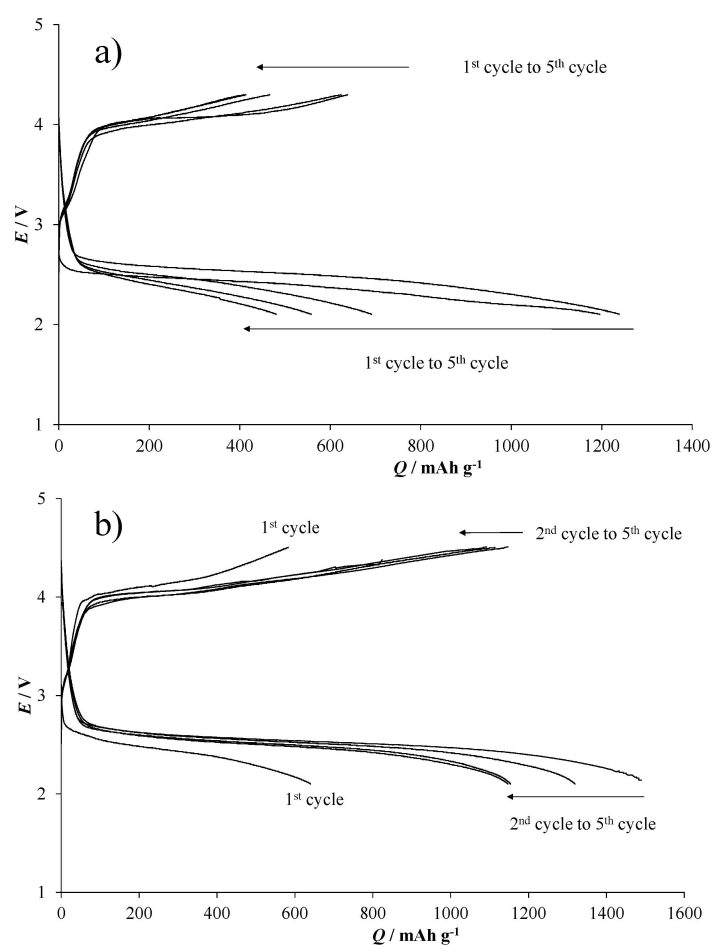 5
a)
1st cycle to 5th cycle
4
E / V
3
2
1st cycle to 5th cycle
1
0 200 400 600 800 1000 1200 1400
Q / mAh g-1
5
b)
1st cycle
2nd cycle to 5th cycle
4
E / V
3
2
1st cycle
2nd cycle to 5th cycle
1
0 200 400 600 800 1000 1200 1400 1600
Q / mAh g-1